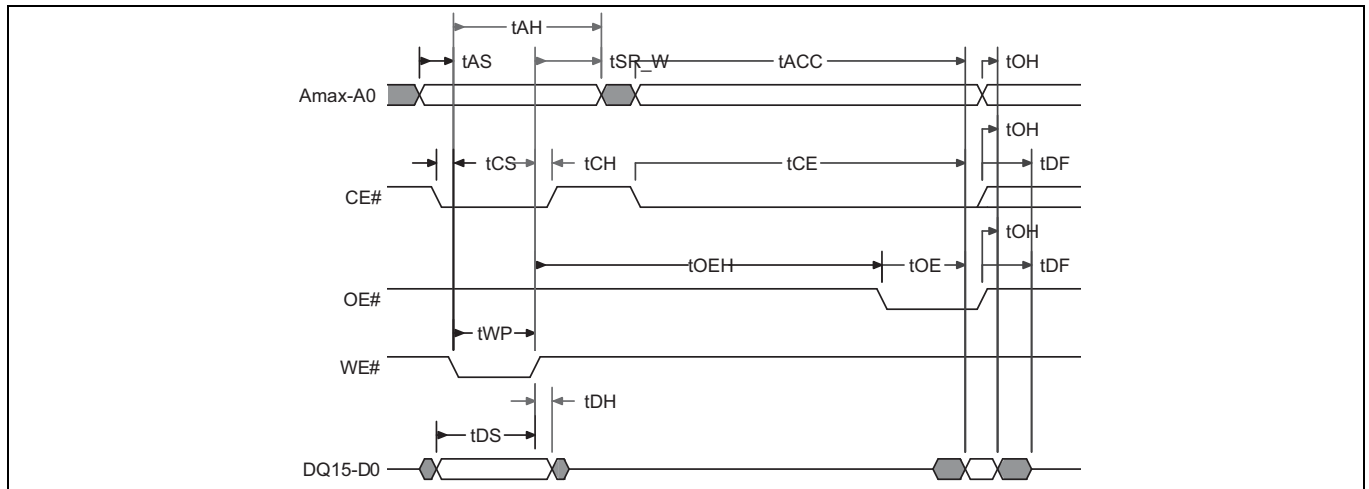 tAH
tAS
tSR_W
tACC
tOH
Amax-A0
tOH
tCS
tCH
tCE
tDF
CE#
tOH
tOEH
tOE
tDF
OE#
tWP
WE#
tDH
tDS
DQ15-D0